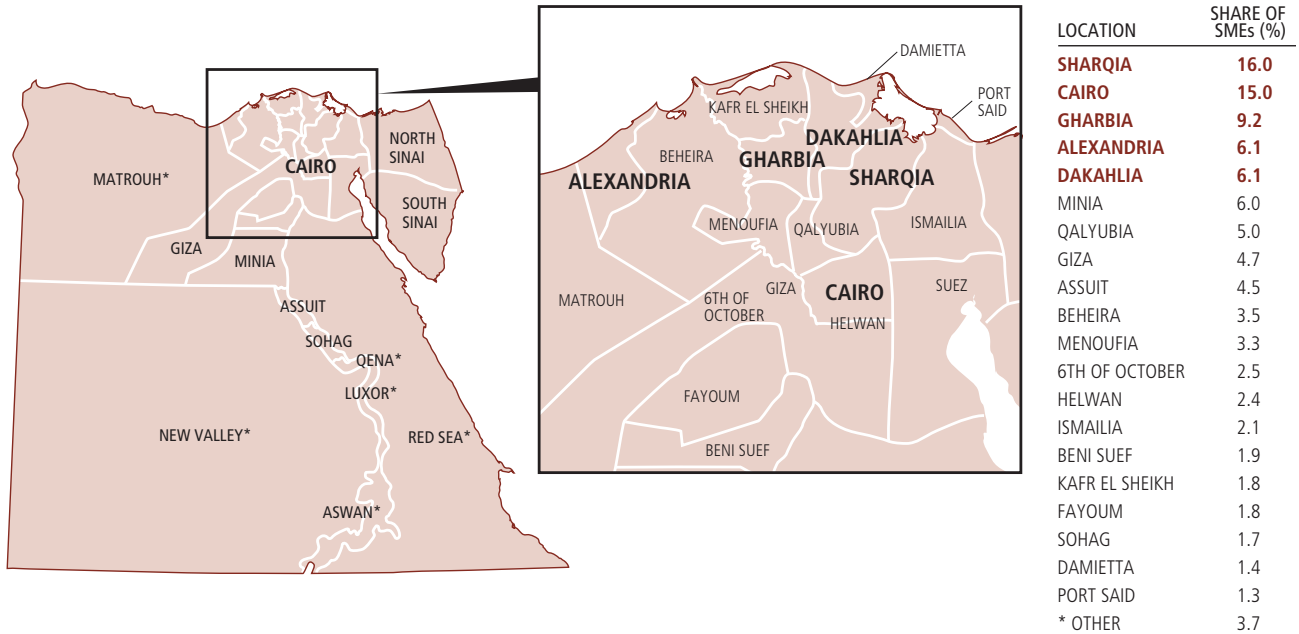 CAIRO
NORTH
SINAI
SOUTH
SINAI
MATROUH*
GIZA
MINIA
ASSUIT
SOHAG
QENA*
LUXOR*
NEW VALLEY*
RED SEA*
ASWAN*
DAMIETTA
PORT
SAID
KAFR EL SHEIKH
DAKAHLIA
BEHEIRA
GHARBIA
ALEXANDRIA
SHARQIA
MENOUFIA
QALYUBIA
ISMAILIA
MATROUH
6TH OF
OCTOBER
GIZA
CAIRO
HELWAN
SUEZ
FAYOUM
BENI SUEF
LOCATION SHARE OF
SMEs (%)
SHARQIA 16.0
CAIRO 15.0
GHARBIA 9.2
ALEXANDRIA 6.1
DAKAHLIA 6.1
MINIA 6.0
QALYUBIA 5.0
GIZA 4.7
ASSUIT 4.5
BEHEIRA 3.5
MENOUFIA 3.3
6TH OF OCTOBER 2.5
HELWAN 2.4
ISMAILIA 2.1
BENI SUEF 1.9
KAFR EL SHEIKH 1.8
FAYOUM 1.8
SOHAG 1.7
DAMIETTA 1.4
PORT SAID 1.3
* OTHER 3.7